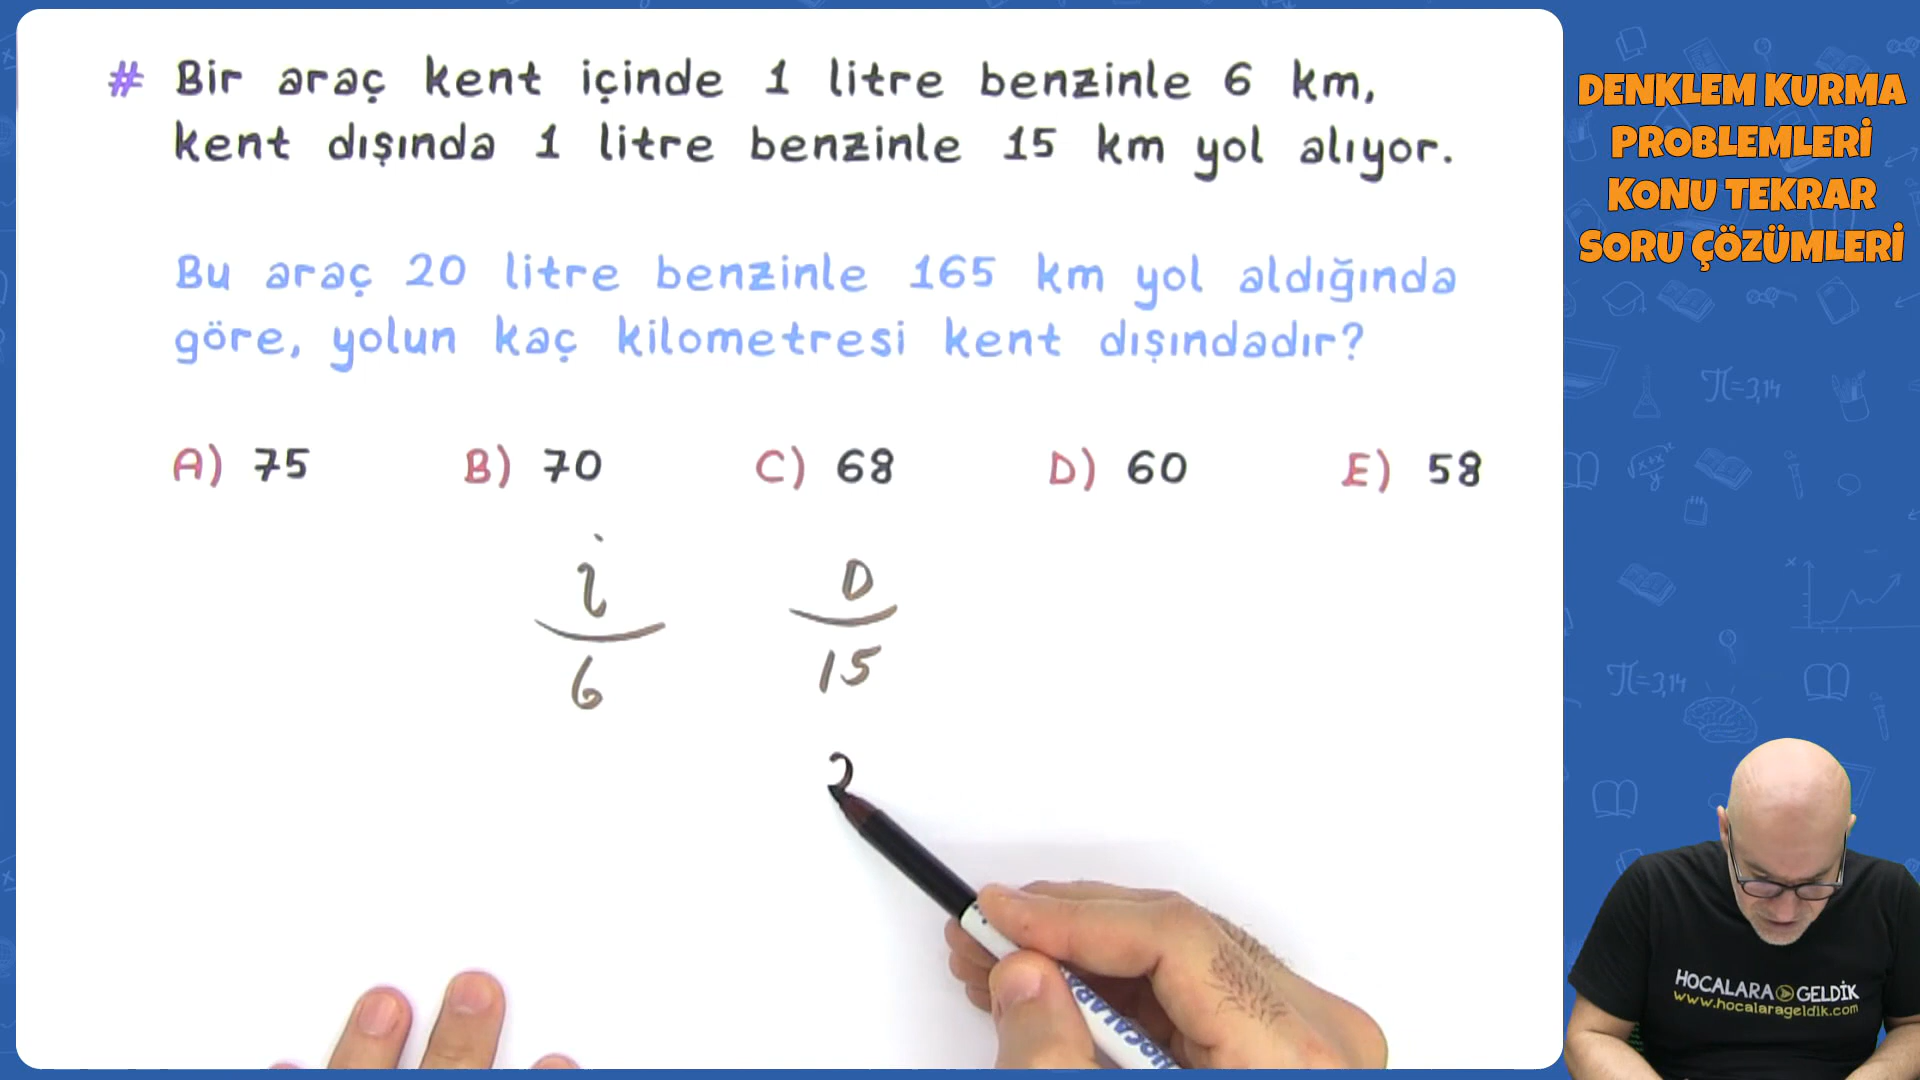 # Bir araç kent içinde 1 litre benzinle 6 km,
kent dışında 1 litre benzinle 15 km yol alıyor.
Bu araç 20 litre benzinle 165 km yol aldığında
göre, yolun kaç kilometresi kent dışındadır?
A) 75 B) 70 C) 68 D) 60 E) 58
İ D
6 15
2
DENKLEM KURMA
PROBLEMLERİ
KONU TEKRAR
SORU ÇÖZÜMLERİ
π=3,14
π=3,14
HOCALARA GELDİK
www.hocalarageldik.com